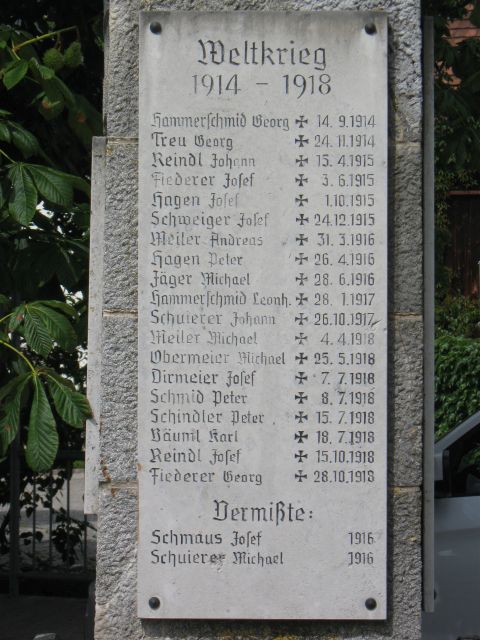 Weltkrieg
1914 - 1918
Hammerschmid Georg ✠ 14. 9.1914
Treu Georg ✠ 24.11.1914
Reindl Johann ✠ 15. 4.1915
Fiederer Josef ✠ 3. 6.1915
Hagen Josef ✠ 1.10.1915
Schweiger Josef ✠ 24.12.1915
Meiler Andreas ✠ 31. 3.1916
Hagen Peter ✠ 26. 4.1916
Jäger Michael ✠ 28. 6.1916
Hammerschmid Leonh. ✠ 28. 1.1917
Schuierer Johann ✠ 26.10.1917
Meiler Michael ✠ 4. 4.1918
Obermeier Michael ✠ 25. 5.1918
Dirmeier Josef ✠ 7. 7.1918
Schmid Peter ✠ 8. 7.1918
Schindler Peter ✠ 15. 7.1918
Bäuml Karl ✠ 18. 7.1918
Reindl Josef ✠ 15.10.1918
Fiederer Georg ✠ 28.10.1918
Vermißte:
Schmaus Josef 1916
Schuierer Michael 1916